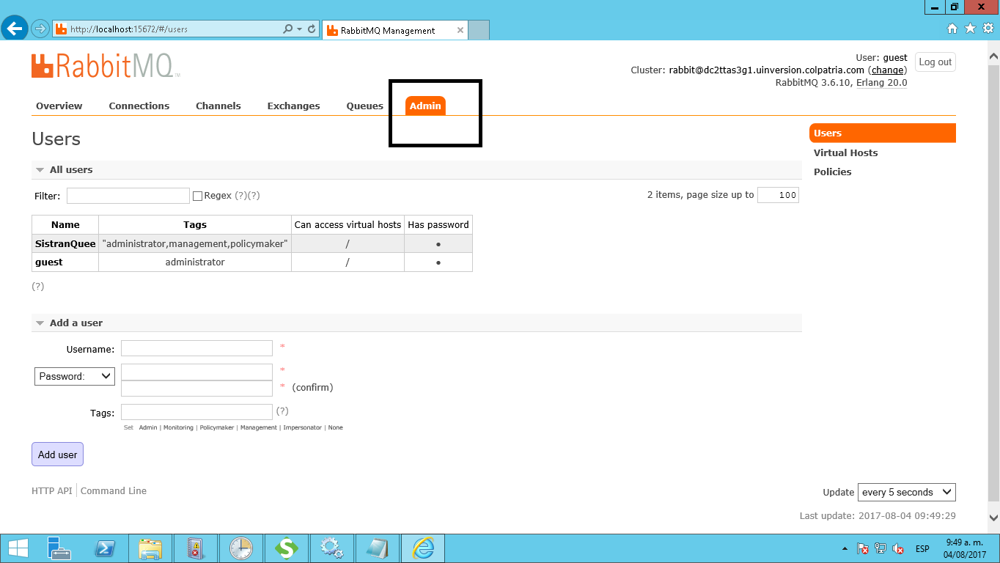 http://localhost:15672/#/users
RabbitMQ Management
RabbitMQ
TM
User: guest
Log out
Cluster: rabbit@dc2ttas3g1.uinversion.colpatria.com (change)
RabbitMQ 3.6.10, Erlang 20.0
Overview Connections Channels Exchanges Queues Admin
Users
Users
Virtual Hosts
Policies
All users
Filter: Regex (?)(?) 2 items, page size up to 100
Name Tags Can access virtual hosts Has password
SistranQuee "administrator,management,policymaker" / ●
guest administrator / ●
(?)
Add a user
Username: *
Password: *
* (confirm)
Tags: (?)
Set Admin | Monitoring | Policymaker | Management | Impersonator | None
Add user
HTTP API Command Line
Update every 5 seconds
Last update: 2017-08-04 09:49:29
ESP
9:49 a. m.
04/08/2017